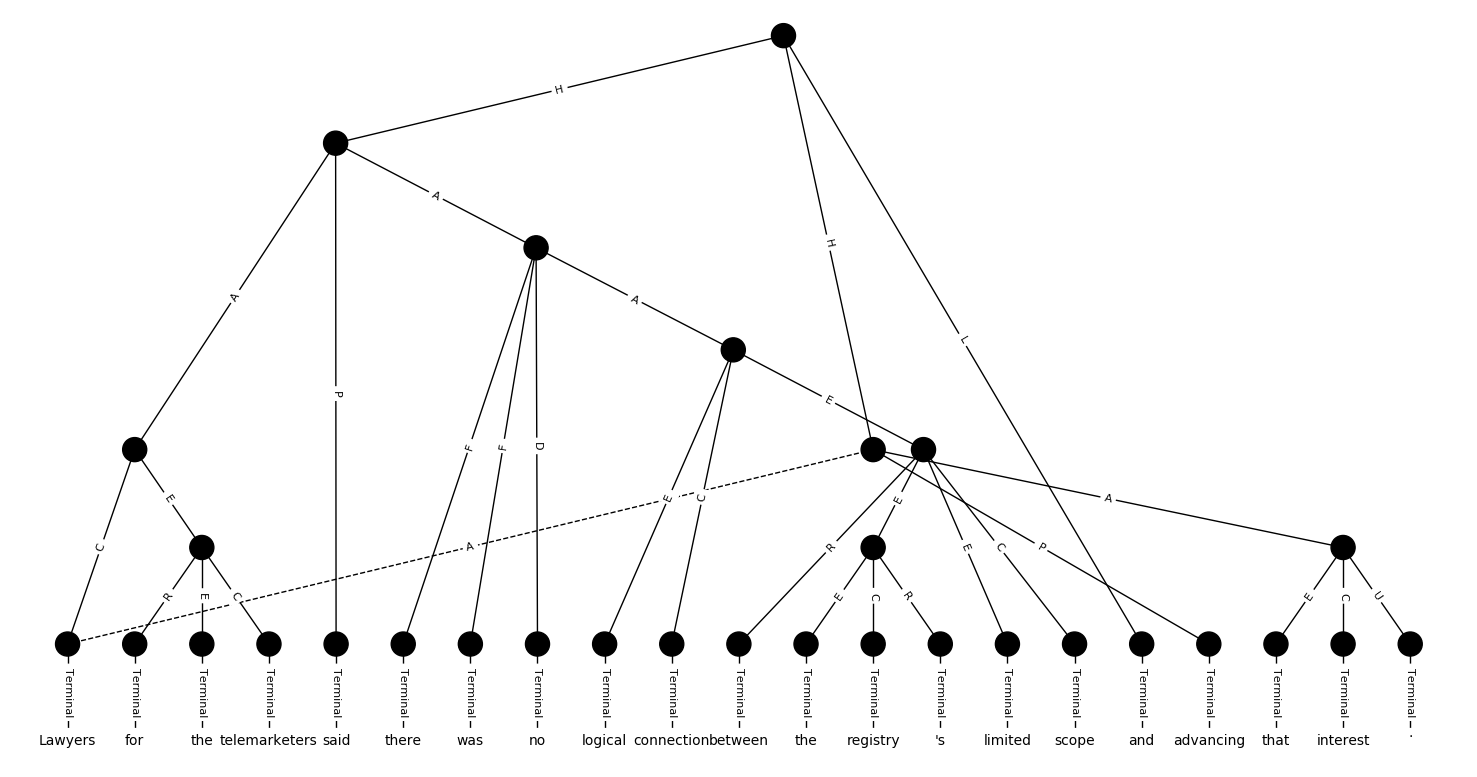 H
A
H
A
A
L
P
E
F
F
D
E
C
A
E
E
C
A
R
E
C
P
R
E
C
E
C
R
E
C
U
Terminal Terminal Terminal Terminal Terminal Terminal Terminal Terminal Terminal Terminal Terminal Terminal Terminal Terminal Terminal Terminal Terminal Terminal Terminal Terminal Terminal
Lawyers for the telemarketers said there was no logical connection between the registry 's limited scope and advancing that interest .